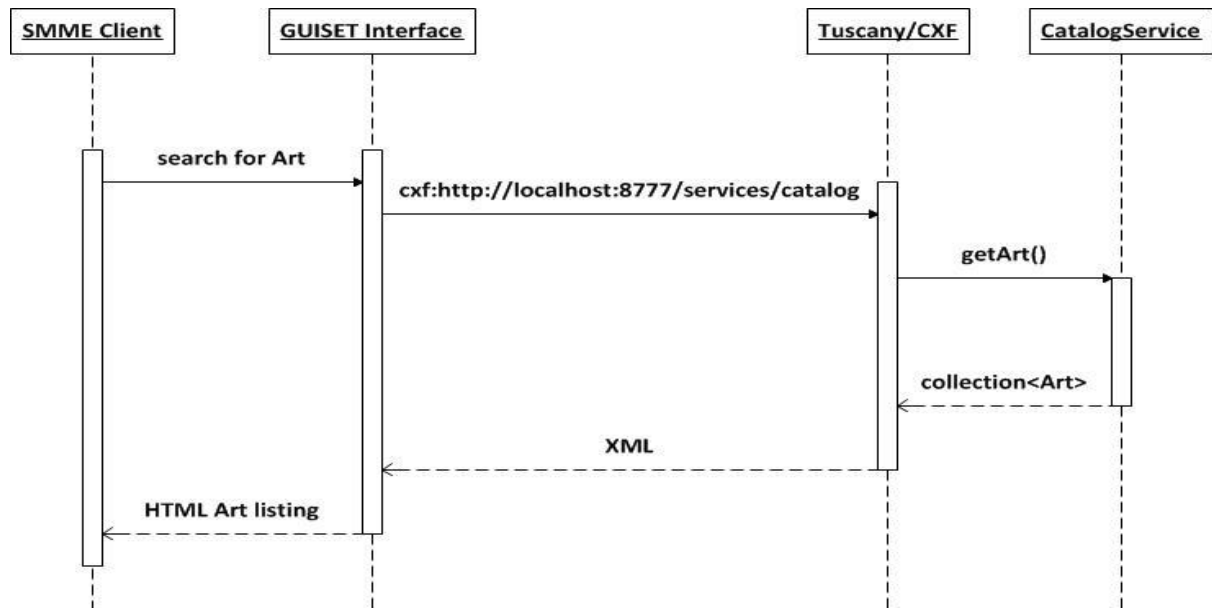 SMME Client
GUISET Interface
Tuscany/CXF
CatalogService
search for Art
cxf:http://localhost:8777/services/catalog
getArt()
collection<Art>
XML
HTML Art listing